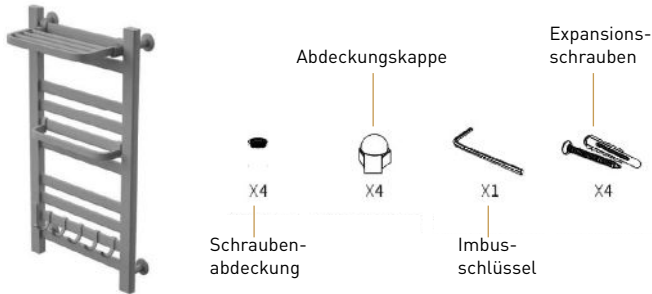 Expansions-
schrauben
Abdeckungskappe
X4
X4
X1
X4
Schrauben-
abdeckung
Imbus-
schlüssel